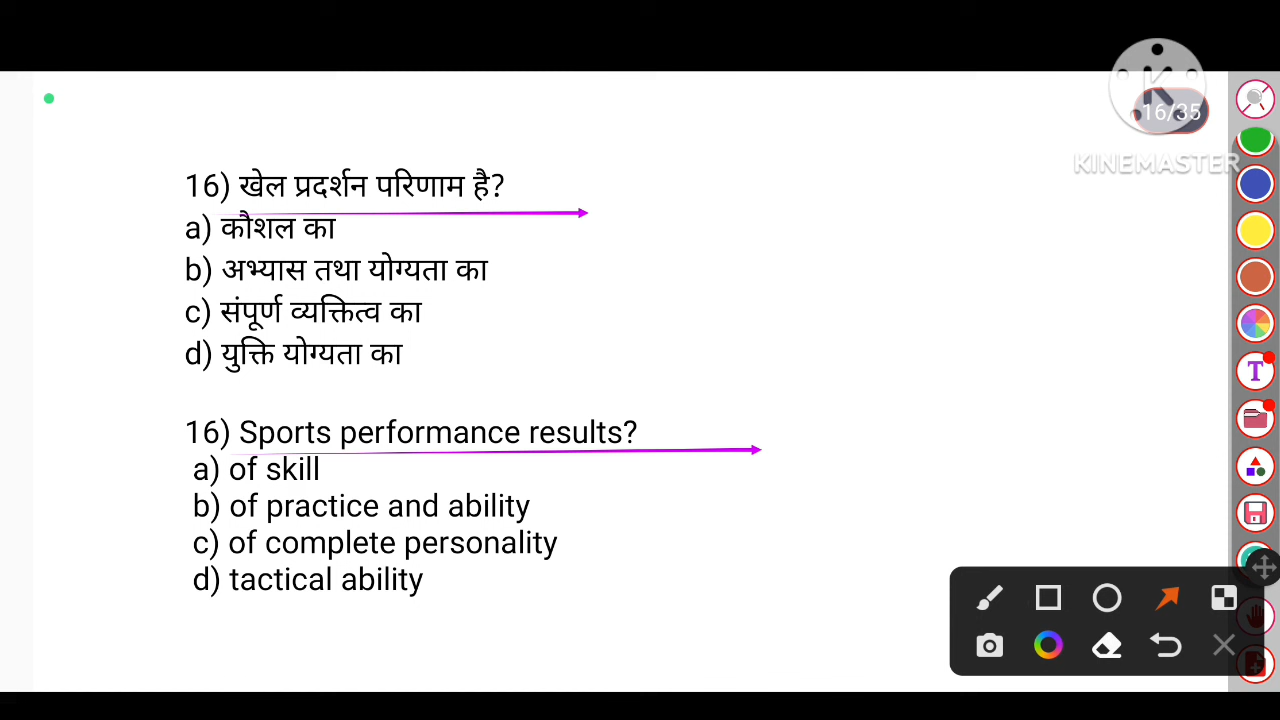 16/35
KINEMASTER
16) खेल प्रदर्शन परिणाम है?
a) कौशल का
b) अभ्यास तथा योग्यता का
c) संपूर्ण व्यक्तित्व का
d) युक्ति योग्यता का
16) Sports performance results?
a) of skill
b) of practice and ability
c) of complete personality
d) tactical ability
T